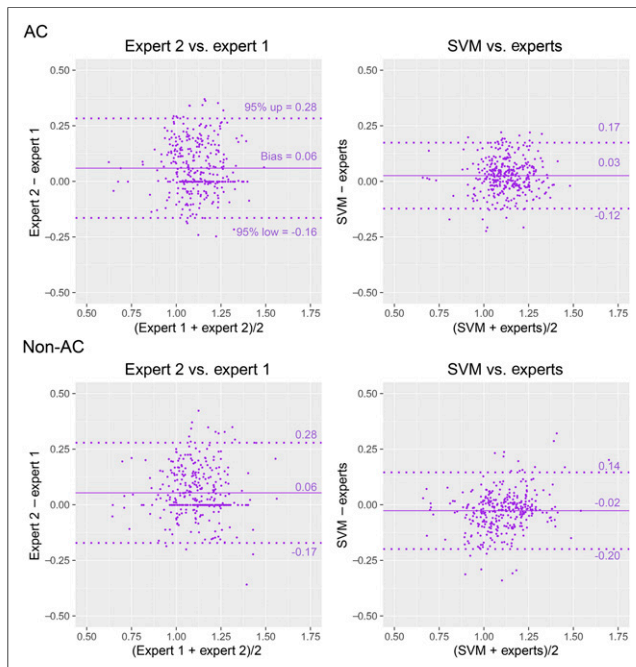 AC
Expert 2 vs. expert 1
SVM vs. experts
0.50
0.25
0.00
−0.25
−0.50
Expert 2 − expert 1
95% up = 0.28
Bias = 0.06
*95% low = -0.16
0.50 0.75 1.00 1.25 1.50 1.75
(Expert 1 + expert 2)/2
0.50
0.25
0.00
−0.25
−0.50
SVM − experts
0.17
0.03
-0.12
0.50 0.75 1.00 1.25 1.50 1.75
(SVM + experts)/2
Non-AC
Expert 2 vs. expert 1
SVM vs. experts
0.50
0.25
0.00
−0.25
−0.50
Expert 2 − expert 1
0.28
0.06
-0.17
0.50 0.75 1.00 1.25 1.50 1.75
(Expert 1 + expert 2)/2
0.50
0.25
0.00
−0.25
−0.50
SVM − experts
0.14
-0.02
-0.20
0.50 0.75 1.00 1.25 1.50 1.75
(SVM + experts)/2